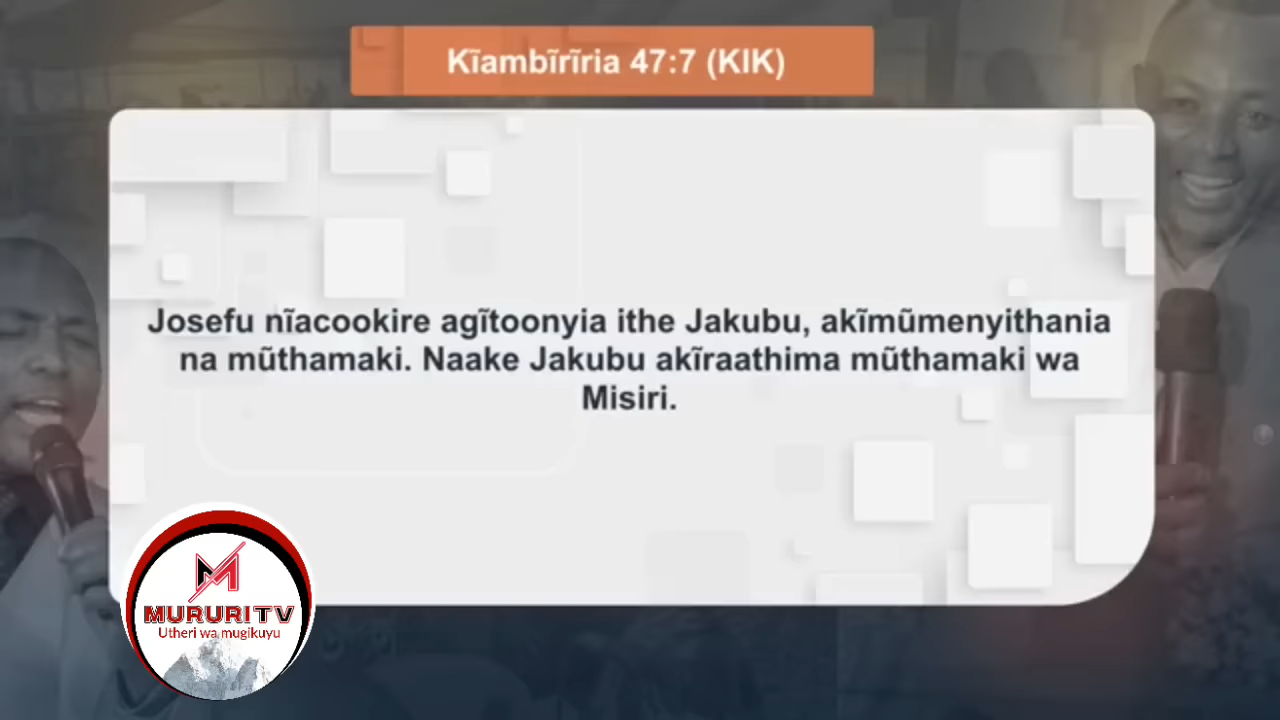 Kĩambĩrĩria 47:7 (KIK)
Josefu nĩacookire agĩtoonyia ithe Jakubu, akĩmũmenyithania
na mũthamaki. Naake Jakubu akĩraathima mũthamaki wa
Misiri.
MURURI TV
Utheri wa mugikuyu